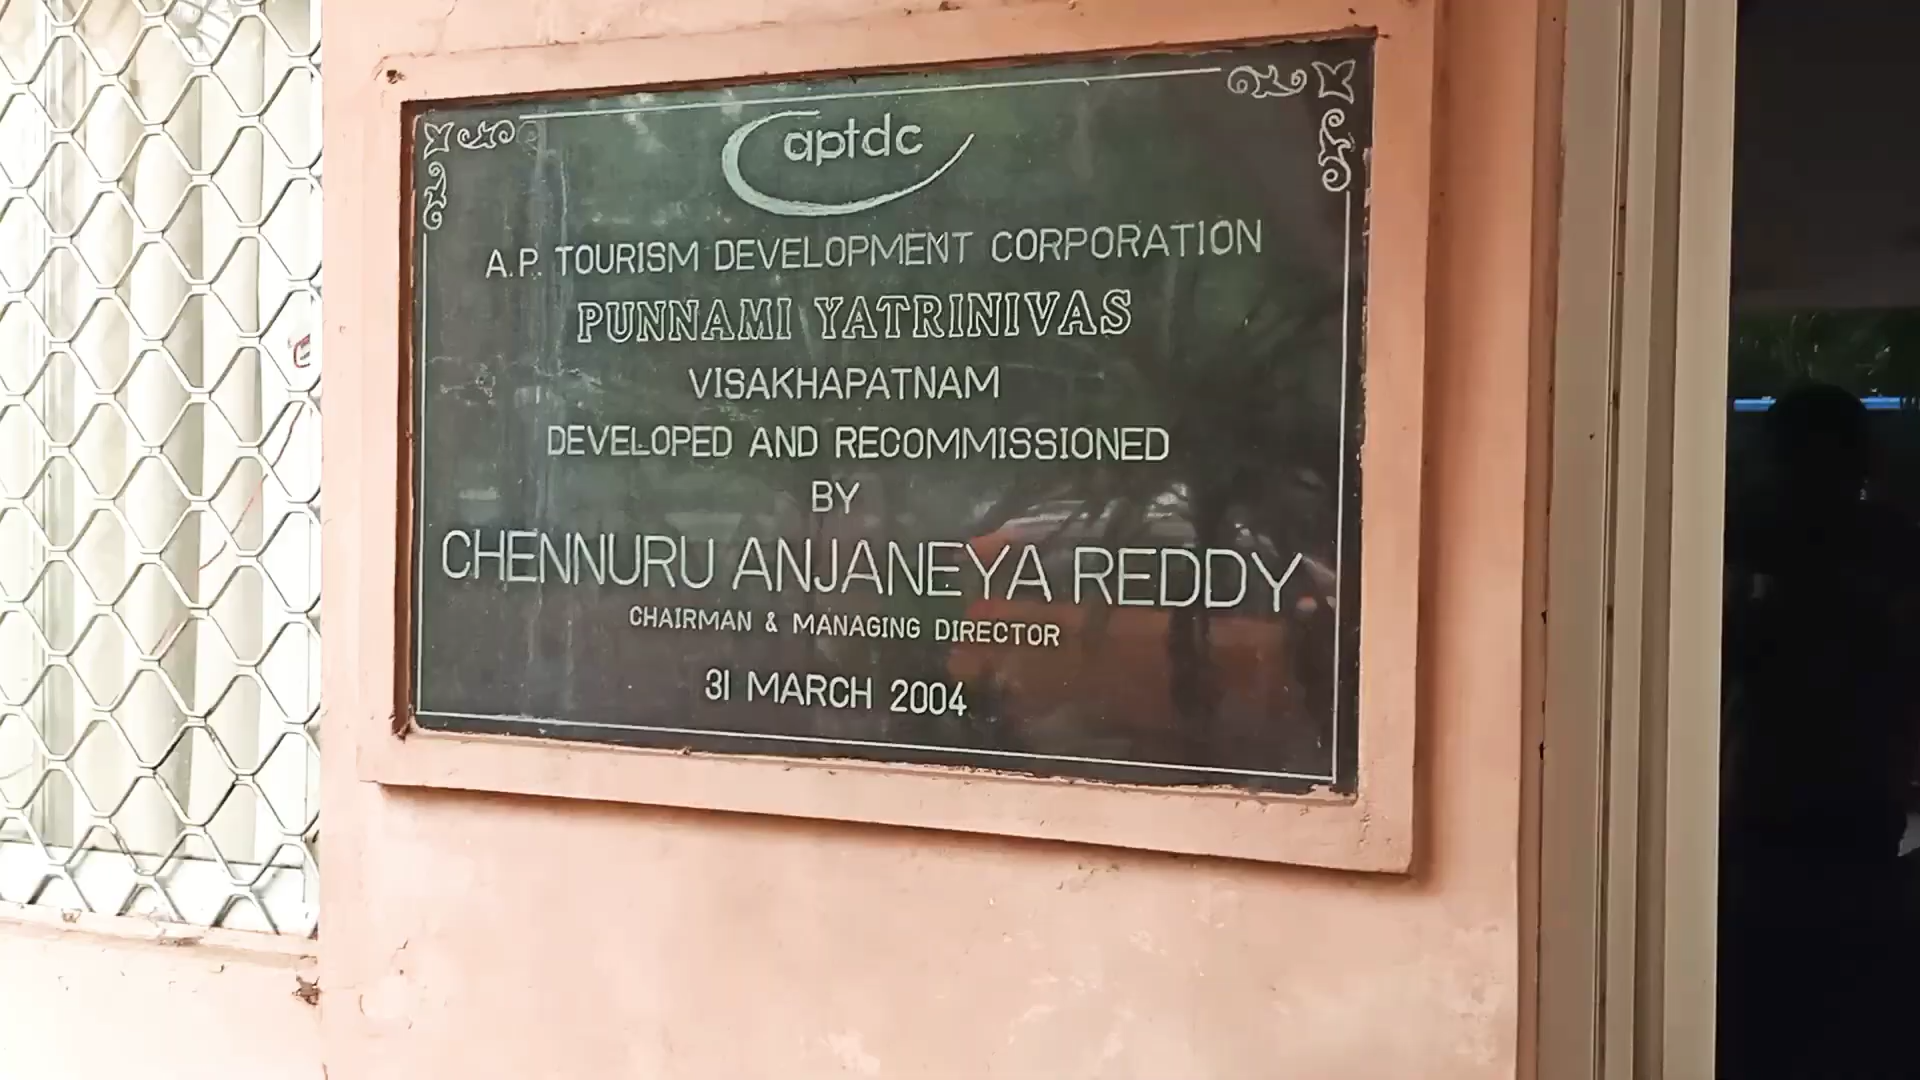 aptdc
A.P. TOURISM DEVELOPMENT CORPORATION
PUNNAMI YATRINIVAS
VISAKHAPATNAM
DEVELOPED AND RECOMMISSIONED
BY
CHENNURU ANJANEYA REDDY
CHAIRMAN & MANAGING DIRECTOR
31 MARCH 2004